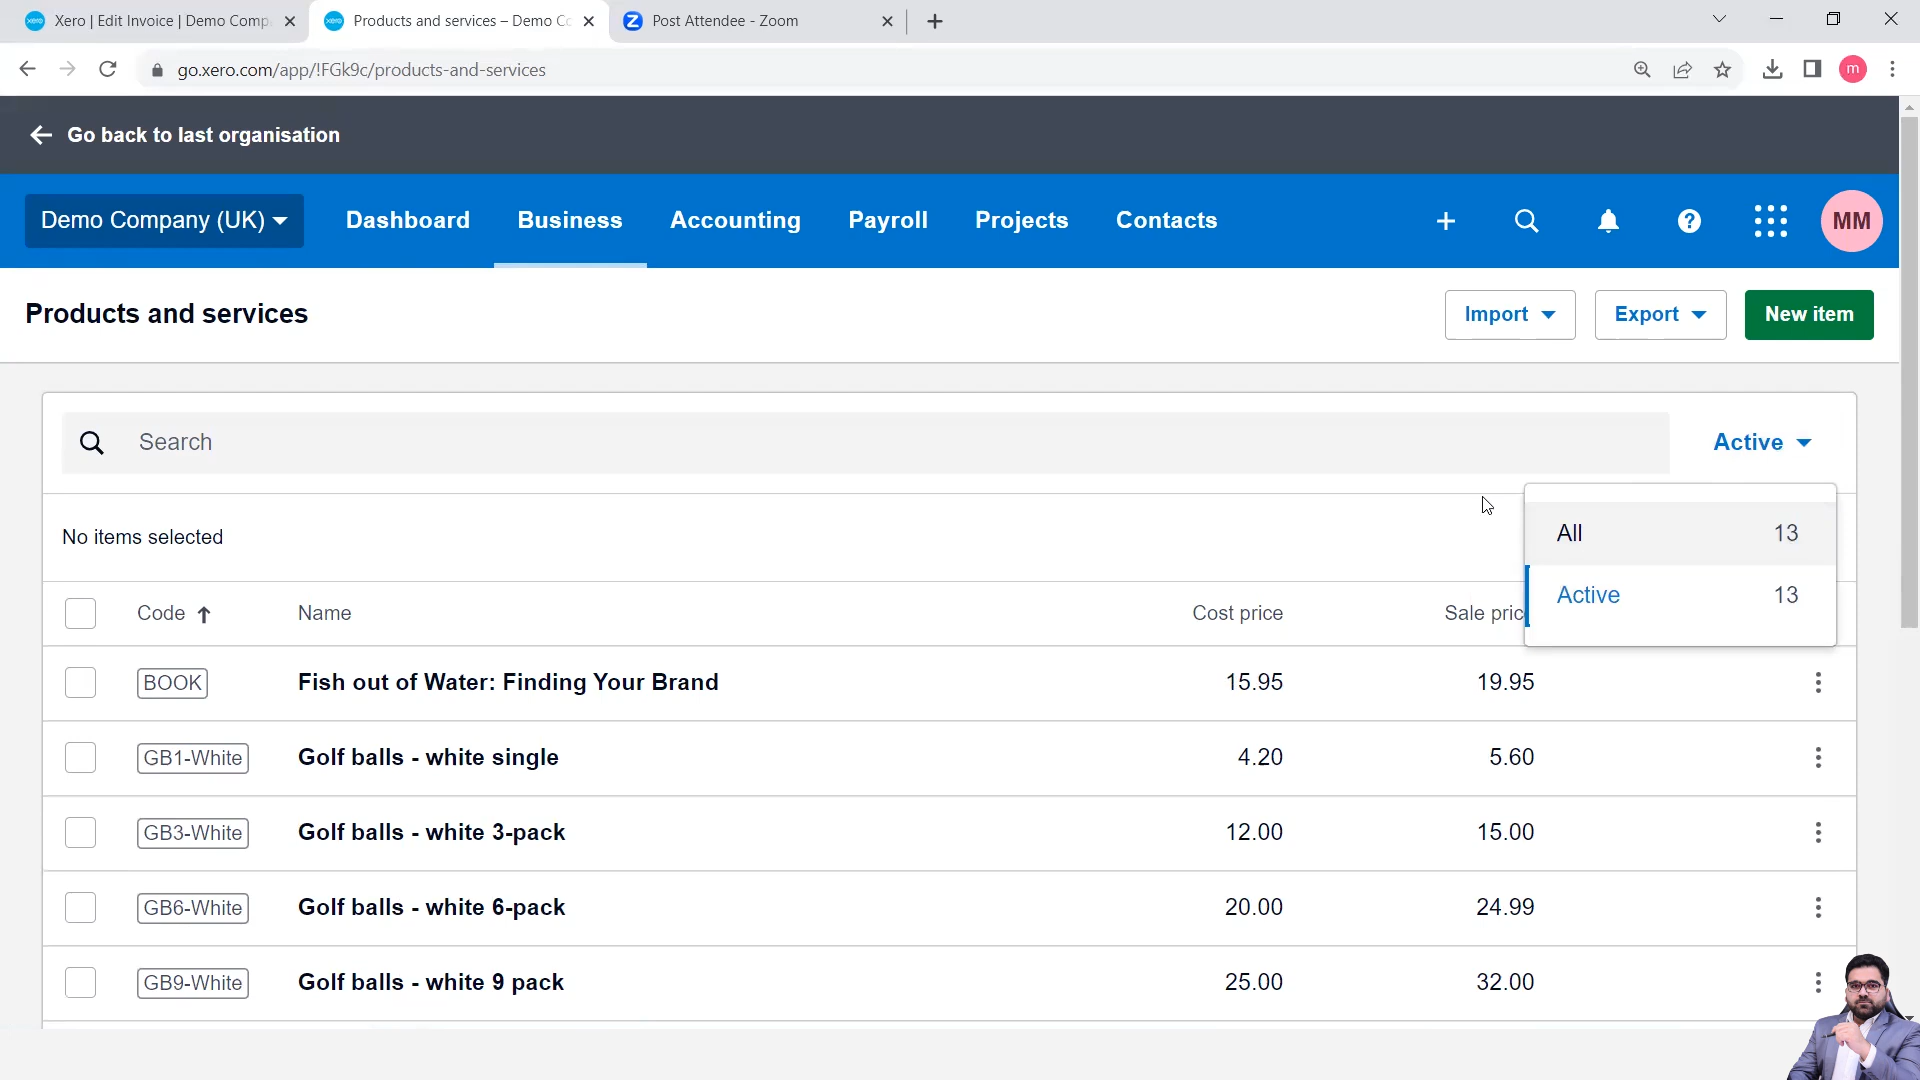 Xero | Edit Invoice | Demo Comp
Products and services – Demo Co
Post Attendee - Zoom
go.xero.com/app/!FGk9c/products-and-services
m
Go back to last organisation
Demo Company (UK)
Dashboard
Business
Accounting
Payroll
Projects
Contacts
MM
Products and services
Import
Export
New item
Search
Active
No items selected
All 13
Active 13
Code Name Cost price Sale pric
BOOK Fish out of Water: Finding Your Brand 15.95 19.95
GB1-White Golf balls - white single 4.20 5.60
GB3-White Golf balls - white 3-pack 12.00 15.00
GB6-White Golf balls - white 6-pack 20.00 24.99
GB9-White Golf balls - white 9 pack 25.00 32.00